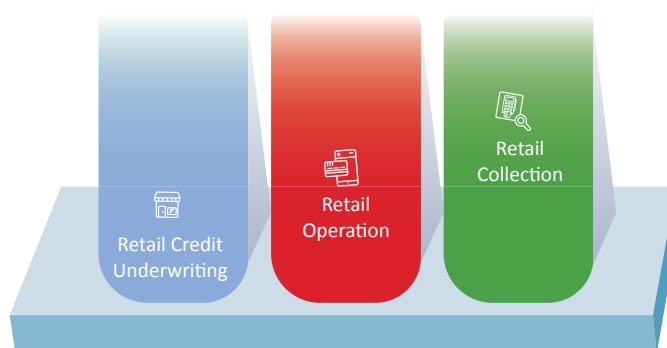 Retail Credit
Underwriting
Retail
Operation
Retail
Collection